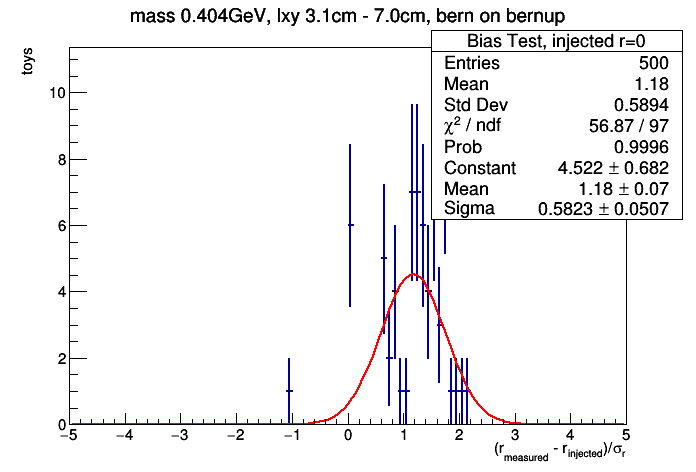 mass 0.404GeV, lxy 3.1cm - 7.0cm, bern on bernup
Bias Test, injected r=0
Entries 500
Mean 1.18
Std Dev 0.5894
χ² / ndf 56.87 / 97
Prob 0.9996
Constant 4.522 ± 0.682
Mean 1.18 ± 0.07
Sigma 0.5823 ± 0.0507
toys
10
8
6
4
2
0
−5 −4 −3 −2 −1 0 1 2 3 4 5
(r_measured - r_injected)/σ_r